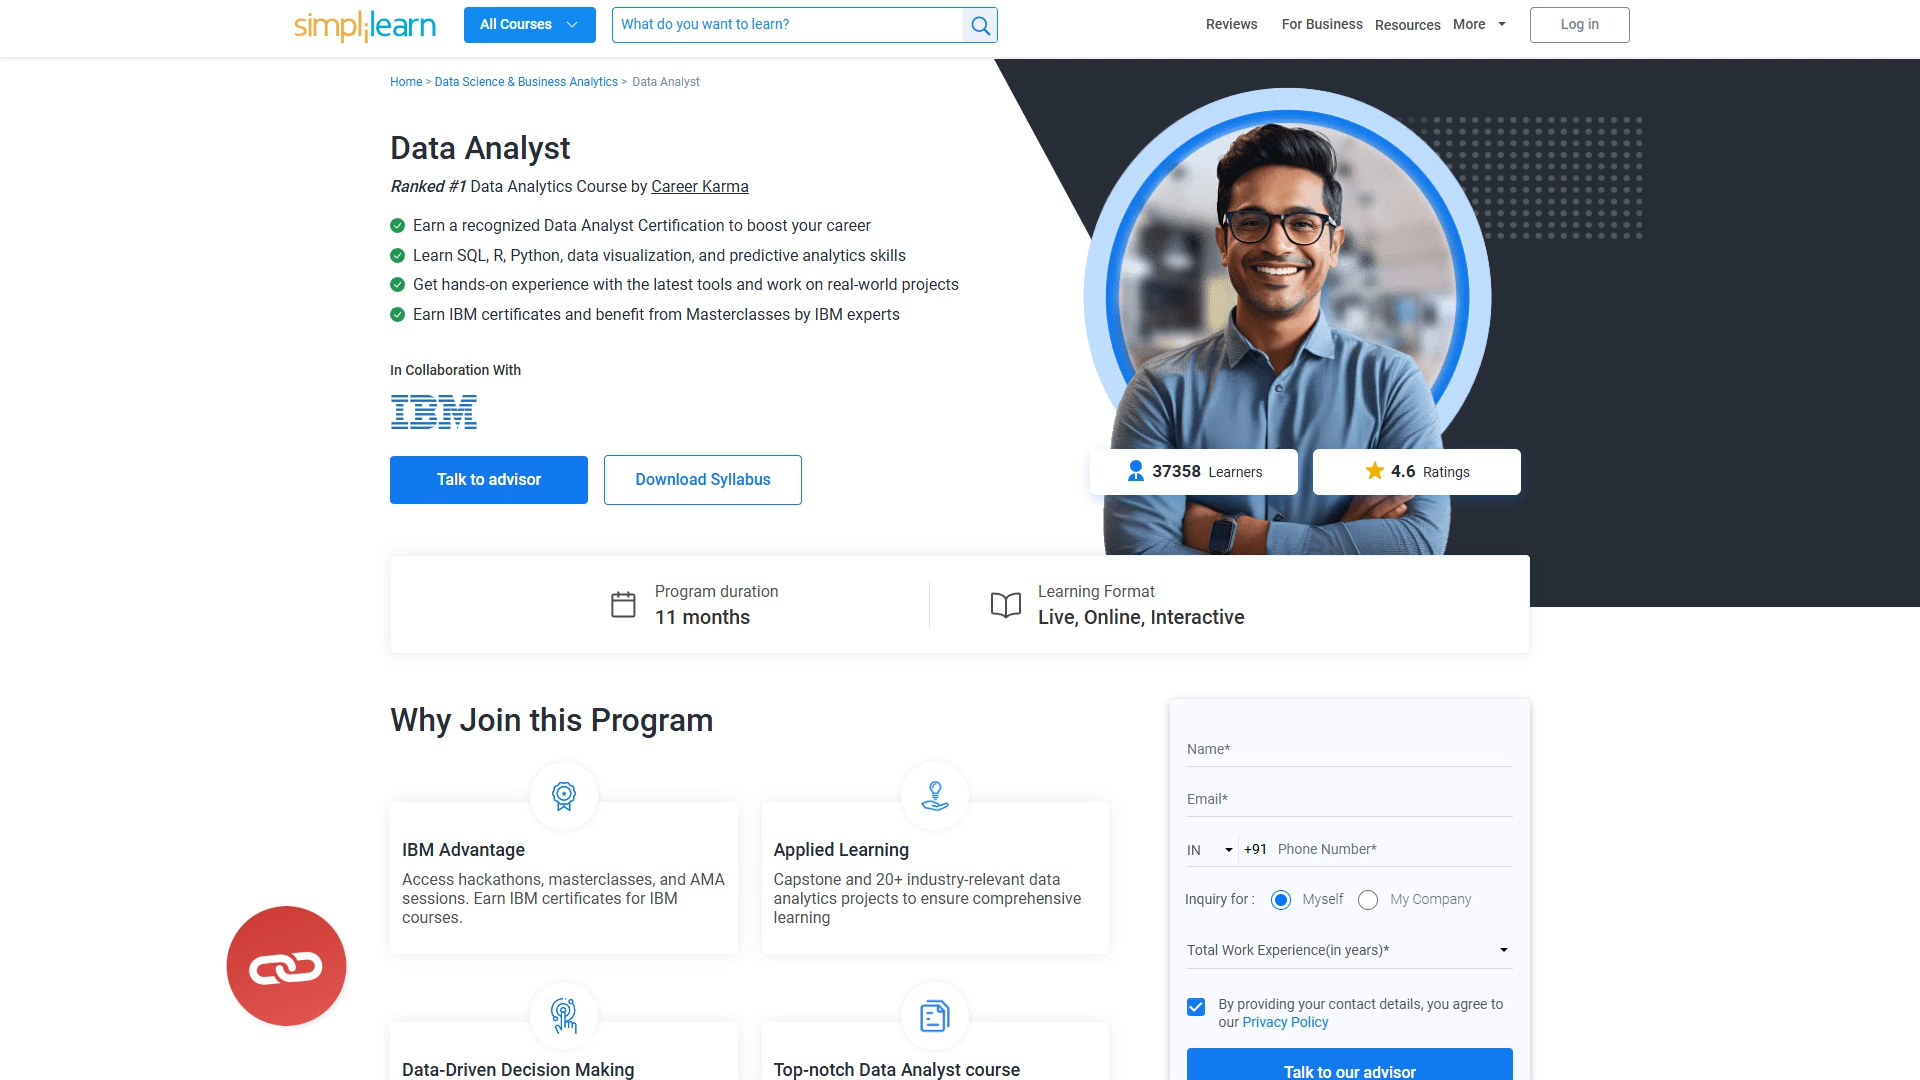 simplilearn
All Courses
What do you want to learn?
Reviews
For Business
Resources
More
Log in
Home > Data Science & Business Analytics > Data Analyst
Data Analyst
Ranked #1 Data Analytics Course by Career Karma
Earn a recognized Data Analyst Certification to boost your career
Learn SQL, R, Python, data visualization, and predictive analytics skills
Get hands-on experience with the latest tools and work on real-world projects
Earn IBM certificates and benefit from Masterclasses by IBM experts
In Collaboration With
IBM
Talk to advisor
Download Syllabus
37358 Learners
4.6 Ratings
Program duration
11 months
Learning Format
Live, Online, Interactive
Why Join this Program
IBM Advantage
Access hackathons, masterclasses, and AMA
sessions. Earn IBM certificates for IBM
courses.
Applied Learning
Capstone and 20+ industry-relevant data
analytics projects to ensure comprehensive
learning
Data-Driven Decision Making
Top-notch Data Analyst course
Name*
Email*
IN +91 Phone Number*
Inquiry for : Myself My Company
Total Work Experience(in years)*
By providing your contact details, you agree to
our Privacy Policy
Talk to our advisor